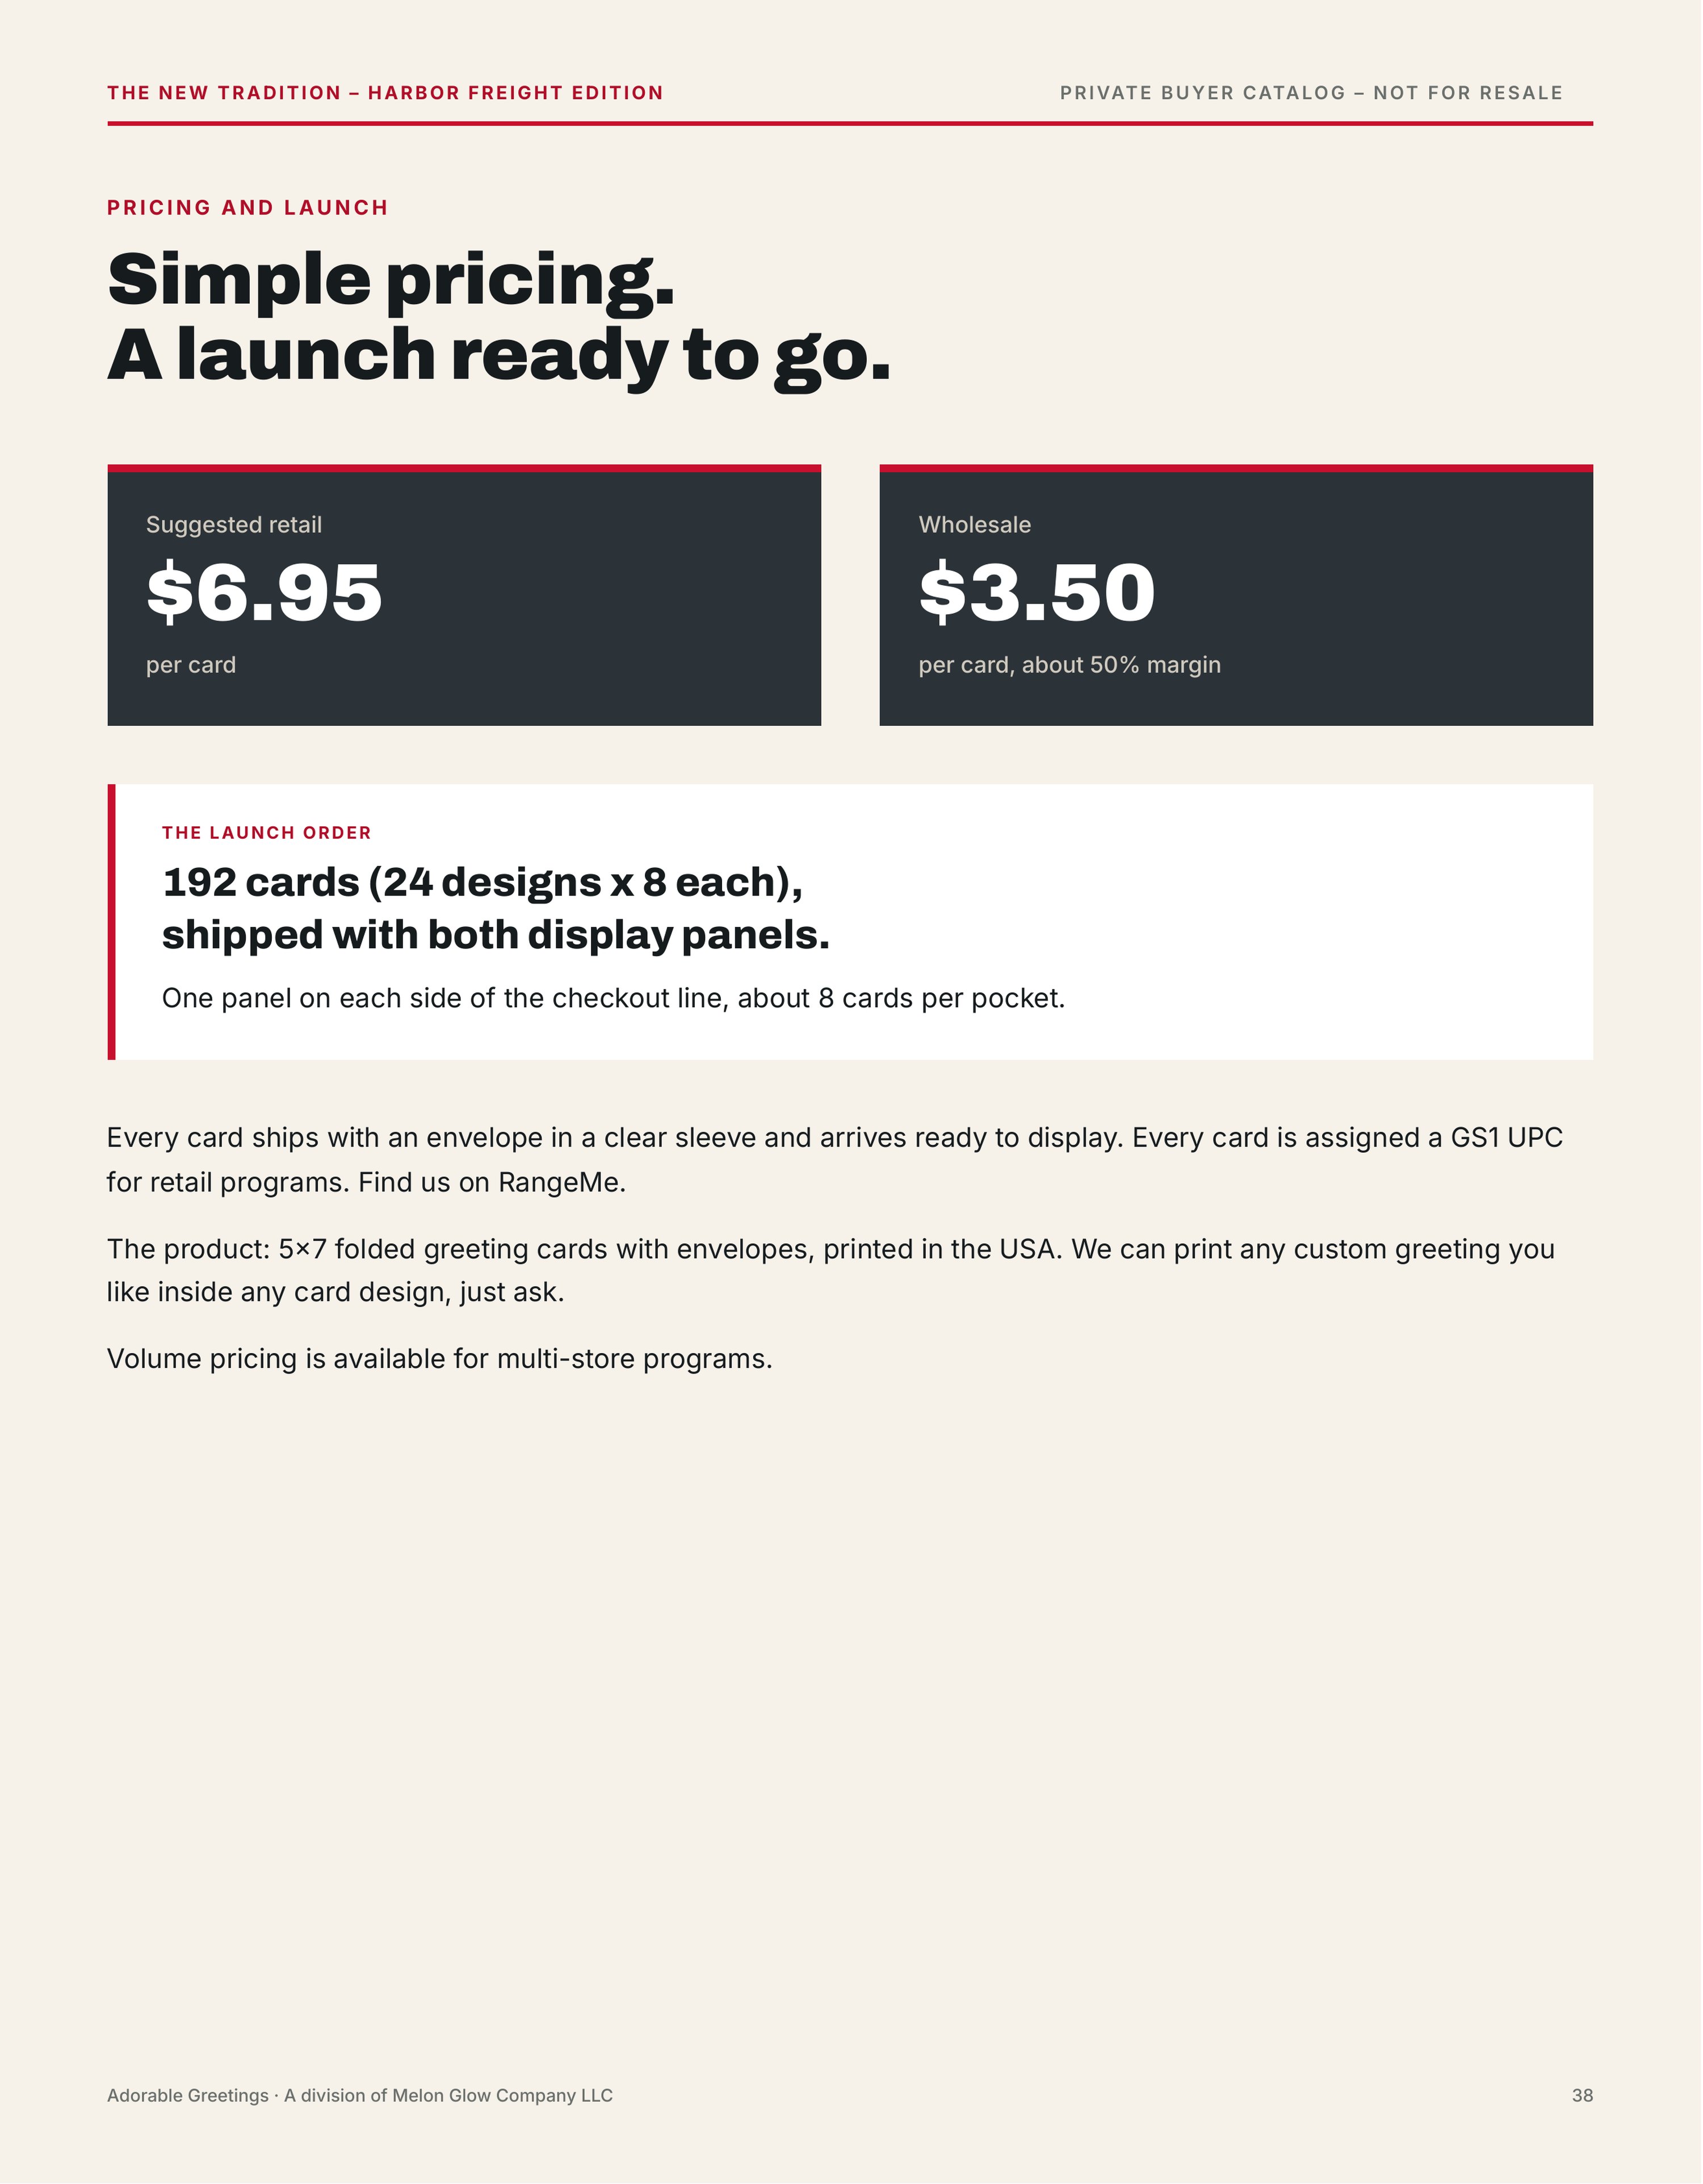 THE NEW TRADITION – HARBOR FREIGHT EDITION
PRIVATE BUYER CATALOG – NOT FOR RESALE
PRICING AND LAUNCH
Simple pricing.
A launch ready to go.
Suggested retail
$6.95
per card
Wholesale
$3.50
per card, about 50% margin
THE LAUNCH ORDER
192 cards (24 designs x 8 each),
shipped with both display panels.
One panel on each side of the checkout line, about 8 cards per pocket.
Every card ships with an envelope in a clear sleeve and arrives ready to display. Every card is assigned a GS1 UPC
for retail programs. Find us on RangeMe.
The product: 5×7 folded greeting cards with envelopes, printed in the USA. We can print any custom greeting you
like inside any card design, just ask.
Volume pricing is available for multi-store programs.
Adorable Greetings · A division of Melon Glow Company LLC
38